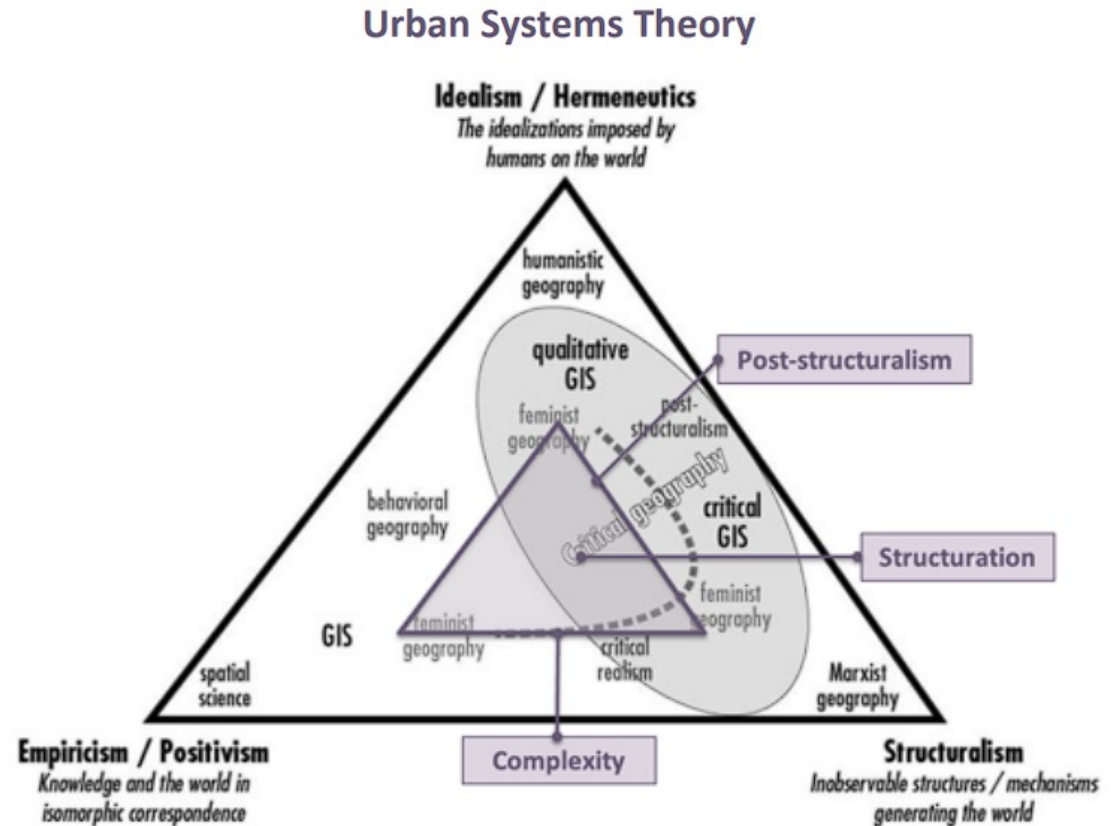 Urban Systems Theory
Idealism / Hermeneutics
The idealizations imposed by
humans on the world
humanistic
geography
qualitative
GIS
Post-structuralism
feminist
geography
post-
structuralism
Critical geography
behavioral
geography
critical
GIS
Structuration
feminist
geography
GIS
feminist
geography
critical
realism
spatial
science
Marxist
geography
Empiricism / Positivism
Knowledge and the world in
isomorphic correspondence
Complexity
Structuralism
Inobservable structures / mechanisms
generating the world